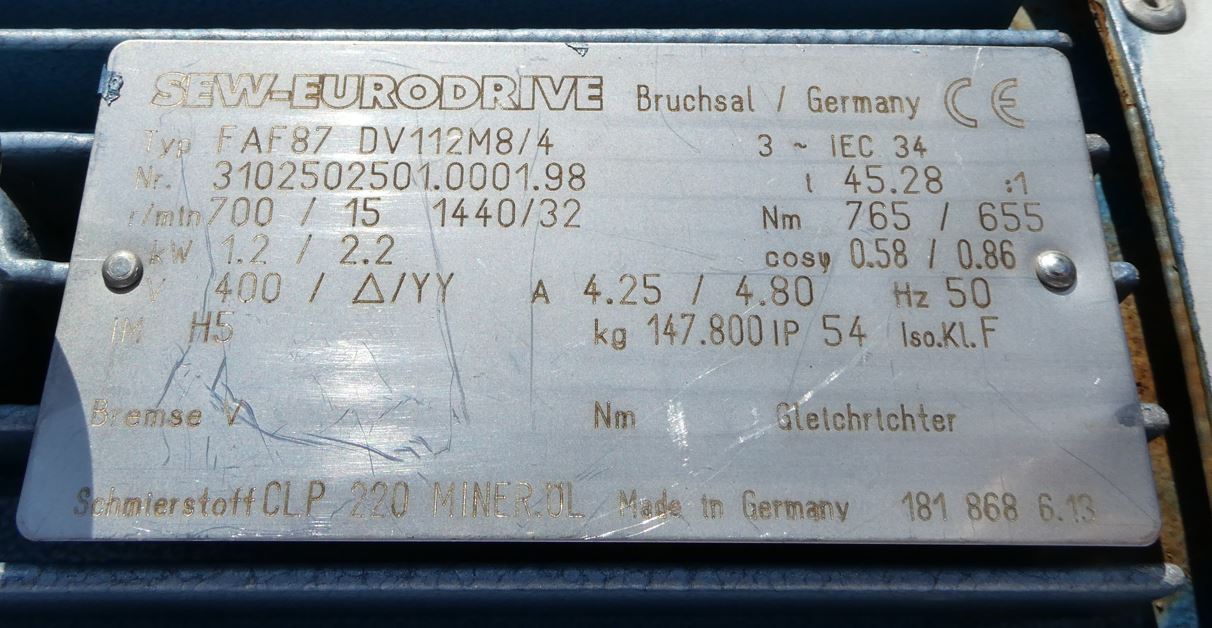 SEW-EURODRIVE Bruchsal / Germany CE
Typ FAF87 DV112M8/4 3 ~ IEC 34
Nr. 3102502501.0001.98 i 45.28 :1
r/min 700 / 15 1440/32 Nm 765 / 655
kW 1.2 / 2.2 cosφ 0.58 / 0.86
V 400 / Δ/YY A 4.25 / 4.80 Hz 50
IM H5 kg 147.800 IP 54 Iso.Kl. F
Bremse V Nm Gleichrichter
Schmierstoff CLP 220 MINER.ÖL Made in Germany 181 868 6.13